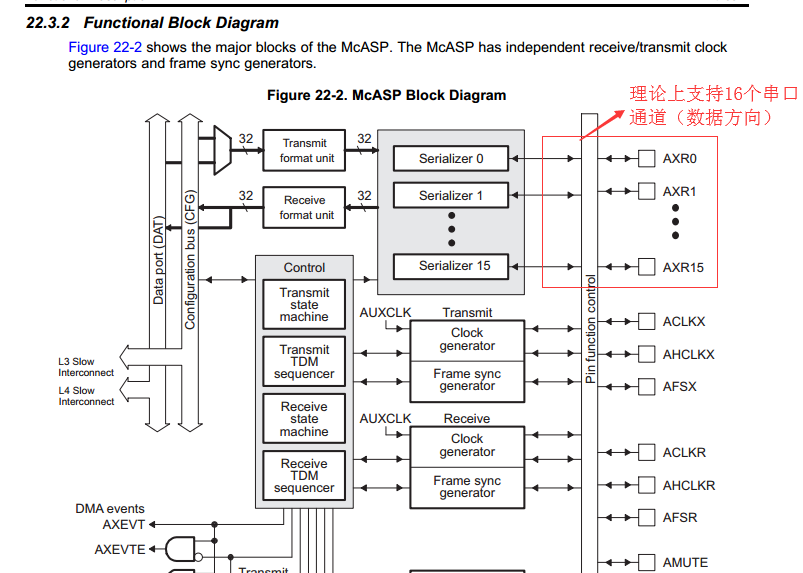 22.3.2 Functional Block Diagram
Figure 22-2 shows the major blocks of the McASP. The McASP has independent receive/transmit clock
generators and frame sync generators.
Figure 22-2. McASP Block Diagram
理论上支持16个串口
通道（数据方向）
32
Transmit
format unit
32
Serializer 0
AXR0
32
Receive
format unit
32
Serializer 1
AXR1
Serializer 15
AXR15
Data port (DAT)
Configuration bus (CFG)
Pin function control
Control
Transmit
state
machine
Transmit
TDM
sequencer
Receive
state
machine
Receive
TDM
sequencer
AUXCLK
Transmit
Clock
generator
Frame sync
generator
ACLKX
AHCLKX
AFSX
L3 Slow
Interconnect
L4 Slow
Interconnect
AUXCLK
Receive
Clock
generator
Frame sync
generator
ACLKR
AHCLKR
AFSR
DMA events
AXEVT
AXEVTE
Transmit
AMUTE